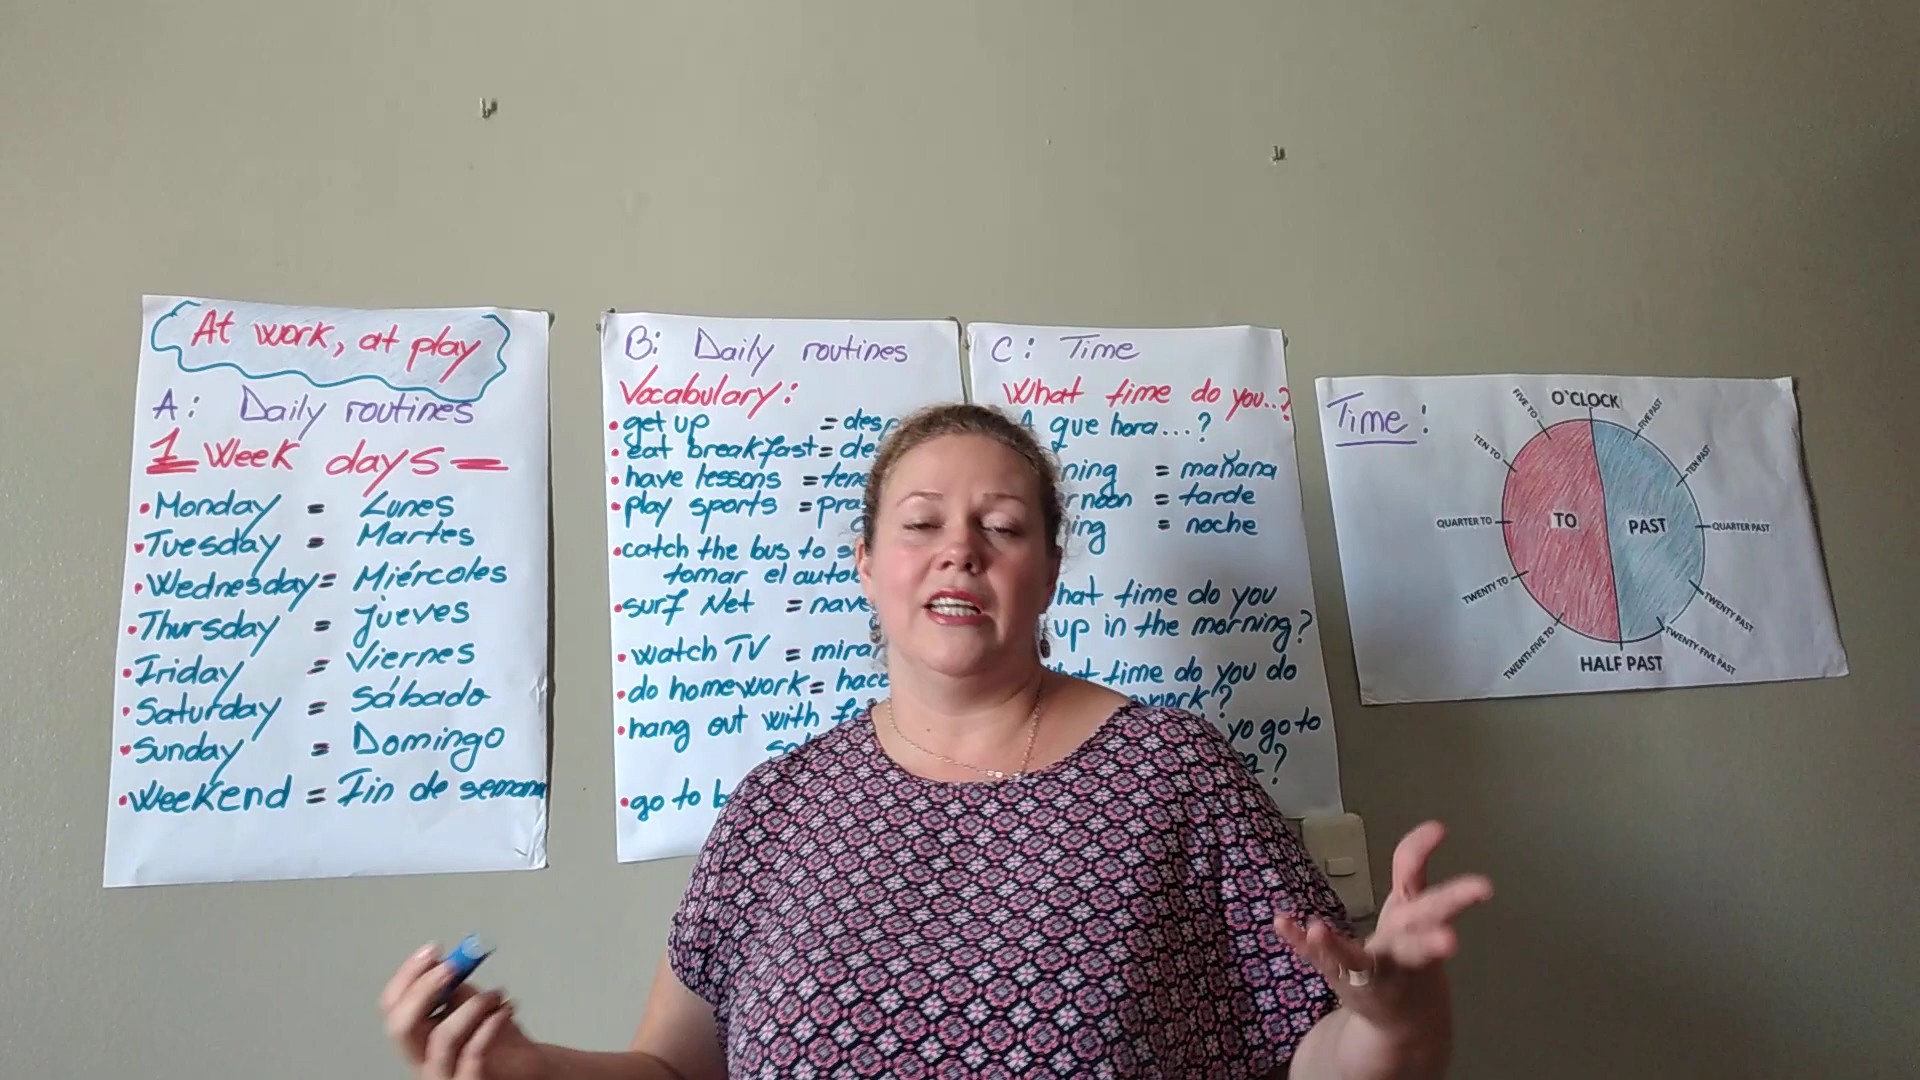 At work, at play
A: Daily routines
1 Week days
• Monday = Lunes
• Tuesday = Martes
• Wednesday = Miércoles
• Thursday = jueves
• Friday = Viernes
• Saturday = sábado
• Sunday = Domingo
• Weekend = Fin de semana
B: Daily routines
Vocabulary:
• get up =
• eat breakfast =
• have lessons =
• play sports =
• catch the bus to
tomar el
• surf Net =
• watch TV =
• do homework =
• hang out with
• go to
C: Time
What time do you..?
A que hora...?
= mañana
= tarde
= noche
time do you
up in the morning?
time do you do
yo go to
?
Time:
O'CLOCK
FIVE PAST
TEN PAST
QUARTER PAST
TWENTY PAST
TWENTY-FIVE PAST
HALF PAST
TWENTI-FIVE TO
TWENTY TO
QUARTER TO
TEN TO
FIVE TO
TO
PAST